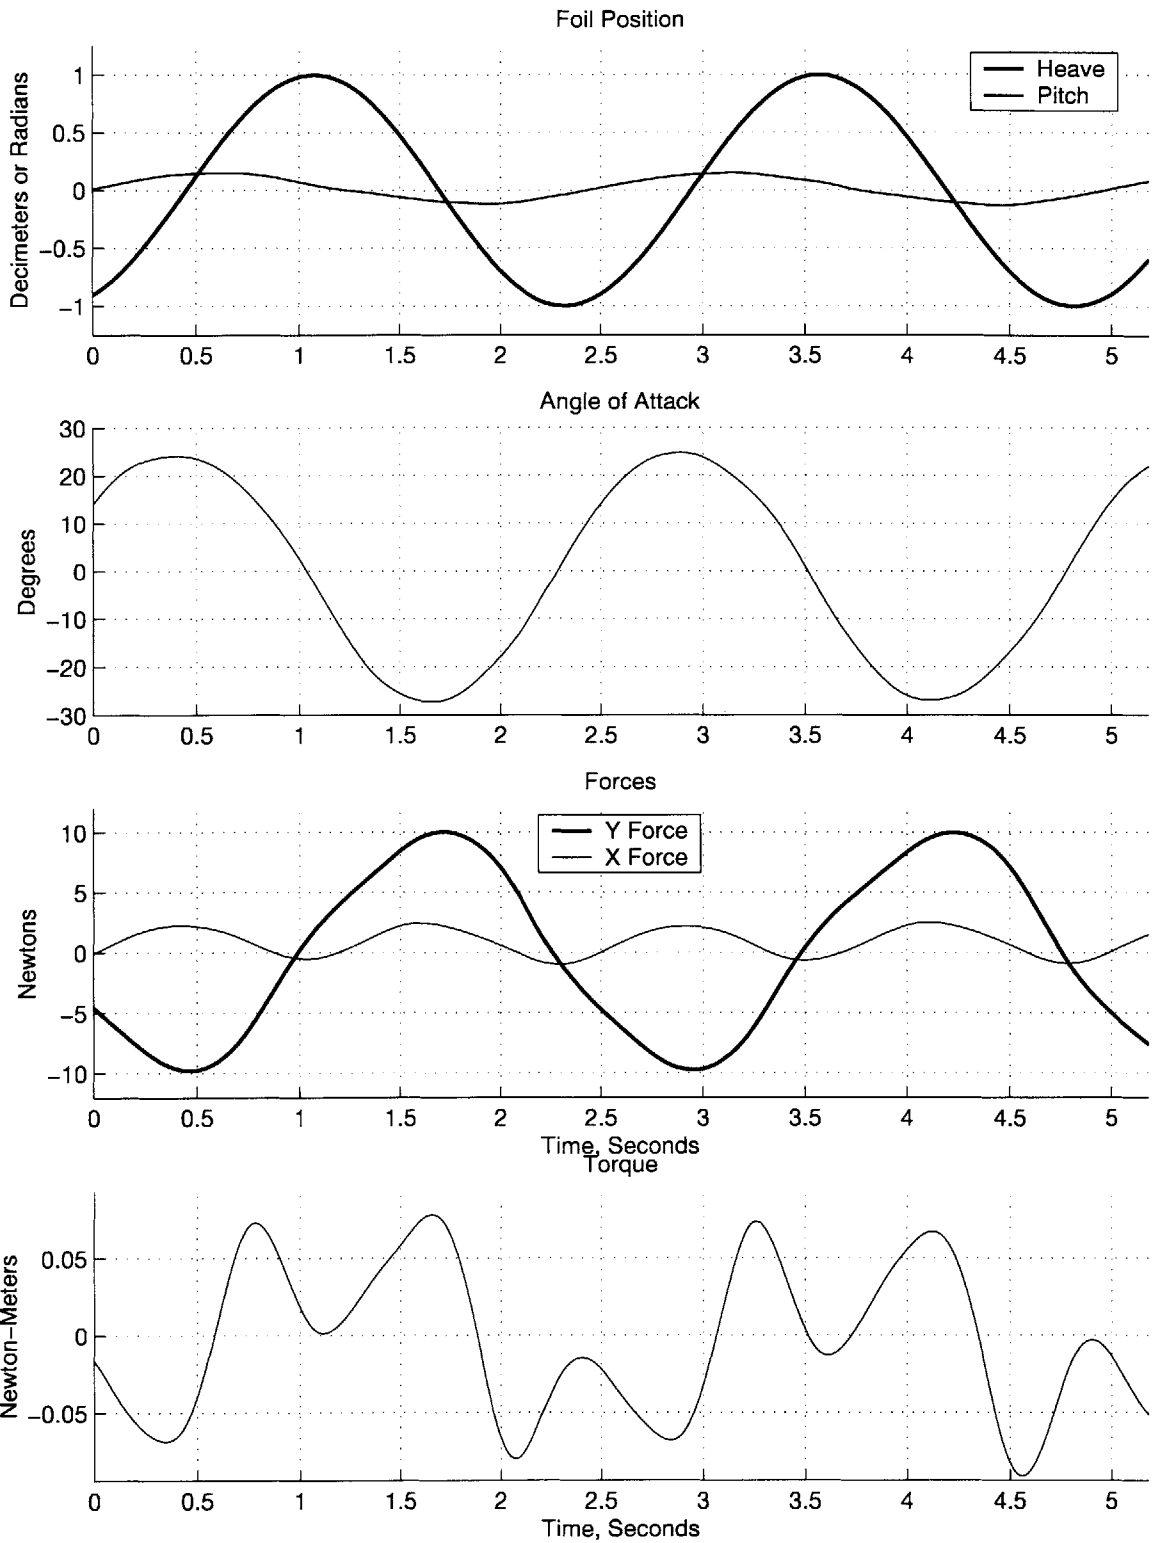 Foil Position
Decimeters or Radians
1
0.5
0
−0.5
−1
Heave
Pitch
0 0.5 1 1.5 2 2.5 3 3.5 4 4.5 5
Angle of Attack
Degrees
30
20
10
0
−10
−20
−30
0 0.5 1 1.5 2 2.5 3 3.5 4 4.5 5
Forces
Newtons
10
5
0
−5
−10
Y Force
X Force
0 0.5 1 1.5 2 2.5 3 3.5 4 4.5 5
Time, Seconds
Torque
Newton−Meters
0.05
0
−0.05
0 0.5 1 1.5 2 2.5 3 3.5 4 4.5 5
Time, Seconds